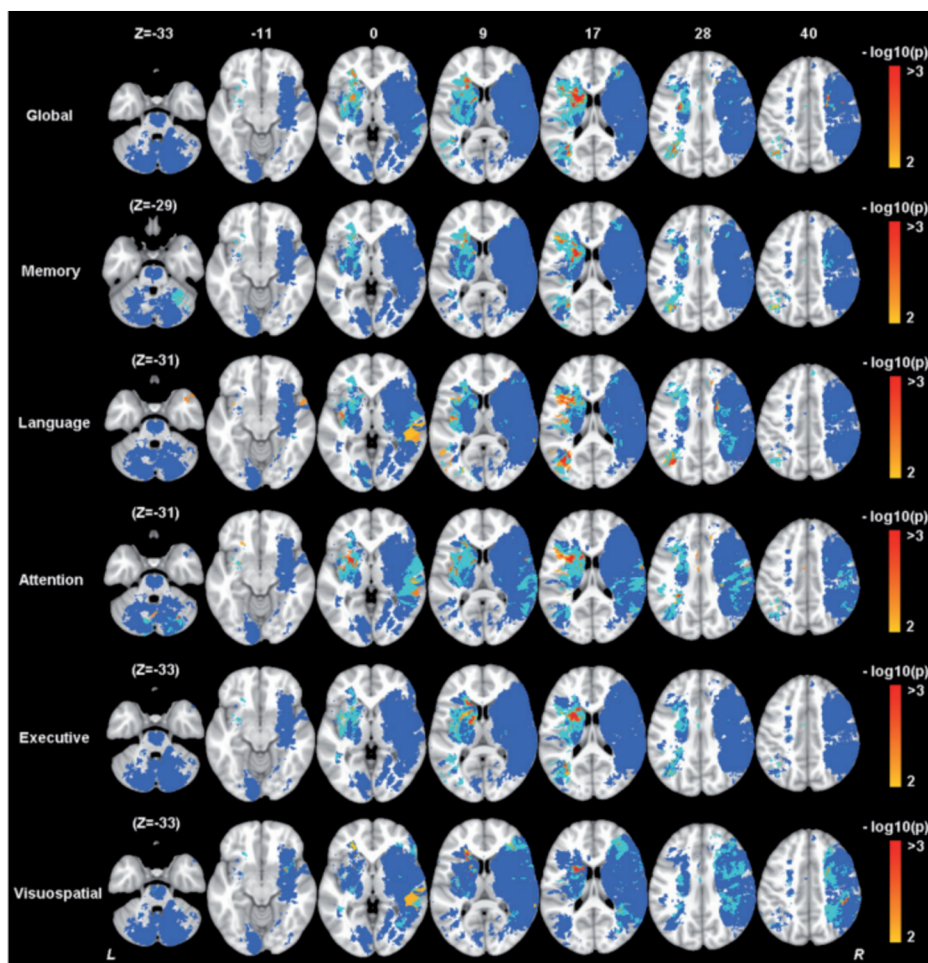 Z=-33 -11 0 9 17 28 40
- log10(p)
>3
Global
2
(Z=-29)
- log10(p)
>3
Memory
2
(Z=-31)
- log10(p)
>3
Language
2
(Z=-31)
- log10(p)
>3
Attention
2
(Z=-33)
- log10(p)
>3
Executive
2
(Z=-33)
- log10(p)
>3
Visuospatial
2
L R